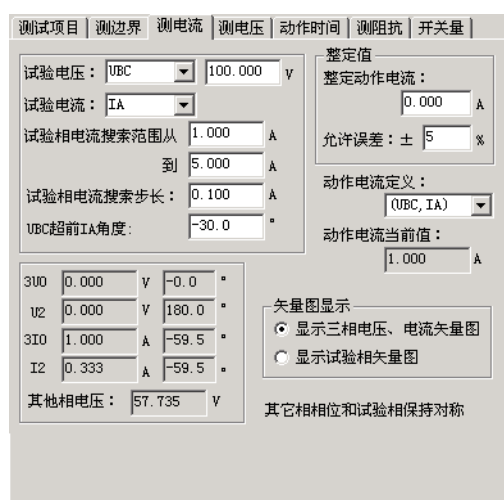 测试项目 测边界 测电流 测电压 动作时间 测阻抗 开关量
试验电压： UBC 100.000 V
试验电流： IA
试验相电流搜索范围从 1.000 A
到 5.000 A
试验相电流搜索步长： 0.100 A
UBC超前IA角度: -30.0 °
整定值
整定动作电流：
0.000 A
允许误差：± 5 %
动作电流定义：
(UBC,IA)
动作电流当前值：
1.000 A
3U0 0.000 V -0.0 °
U2 0.000 V 180.0 °
3I0 1.000 A -59.5 °
I2 0.333 A -59.5 °
其他相电压： 57.735 V
矢量图显示
显示三相电压、电流矢量图
显示试验相矢量图
其它相相位和试验相保持对称